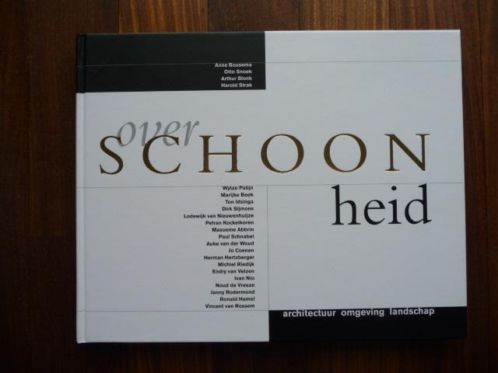 Anne Bousema
Otto Snoek
Arthur Blonk
Harold Strak
over
SCHOON
heid
Wytze Patijn
Marijke Beek
Ton Idsinga
Dirk Sijmons
Lodewijk van Nieuwenhuijze
Petran Kockelkoren
Masoeme Abbrin
Paul Schnabel
Auke van der Woud
Jo Coenen
Herman Hertzberger
Michiel Riedijk
Endry van Velzen
Ivan Nio
Noud de Vreeze
Janny Rodermond
Ronald Hamel
Vincent van Rossem
architectuur omgeving landschap